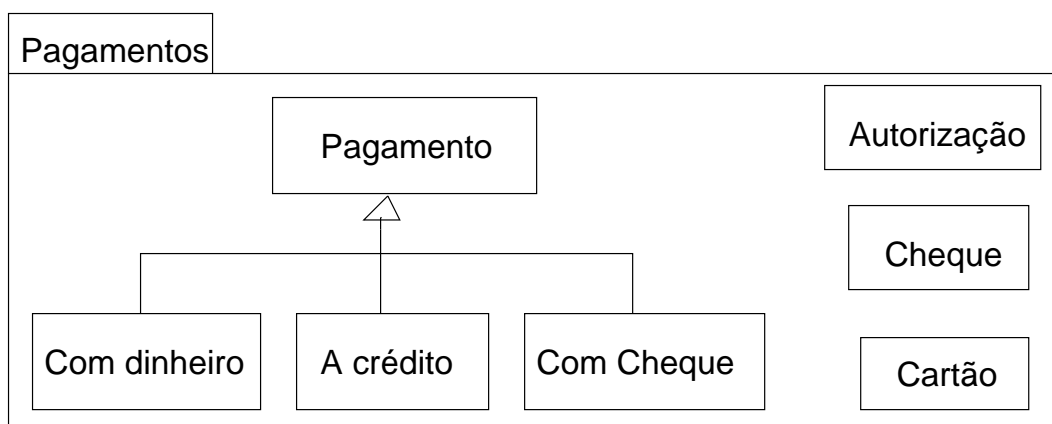 Pagamentos
Pagamento
Autorização
Cheque
Com dinheiro
A crédito
Com Cheque
Cartão